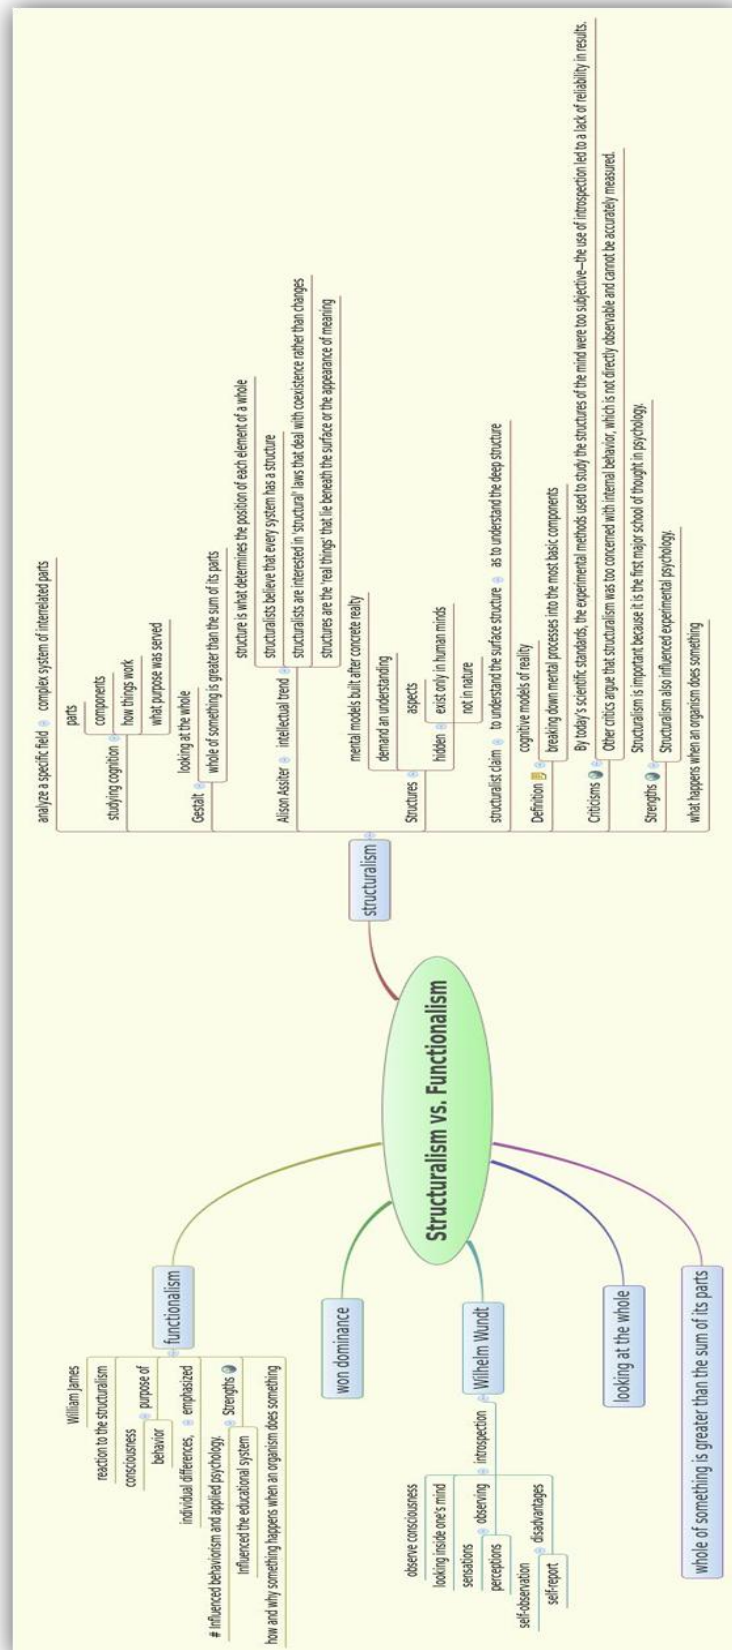 Structuralism vs. Functionalism
structuralism
analyze a specific field
complex system of interrelated parts
studying cognition
parts
components
how things work
what purpose was served
Gestalt
looking at the whole
whole of something is greater than the sum of its parts
Alison Assiter
intellectual trend
structure is what determines the position of each element of a whole
structuralists believe that every system has a structure
structuralists are interested in 'structural' laws that deal with coexistence rather than changes
structures are the 'real things' that lie beneath the surface or the appearance of meaning
Structures
mental models built after concrete realty
demand an understanding
hidden
aspects
exist only in human minds
not in nature
structuralist claim
to understand the surface structure
as to understand the deep structure
Definition
cognitive models of reality
breaking down mental processes into the most basic components
Criticisms
By today's scientific standards, the experimental methods used to study the structures of the mind were too subjective—the use of introspection led to a lack of reliability in results.
Other critics argue that structuralism was too concerned with internal behavior, which is not directly observable and cannot be accurately measured.
Strengths
Structuralism is important because it is the first major school of thought in psychology.
Structuralism also influenced experimental psychology.
what happens when an organism does something
functionalism
William James
reaction to the structuralism
purpose of
consciousness
behavior
emphasized
individual differences,
Strengths
# Influenced behaviorism and applied psychology.
Influenced the educational system
how and why something happens when an organism does something
won dominance
Wilhelm Wundt
introspection
observe consciousness
looking inside one's mind
observing
sensations
perceptions
disadvantages
self-observation
self-report
looking at the whole
whole of something is greater than the sum of its parts